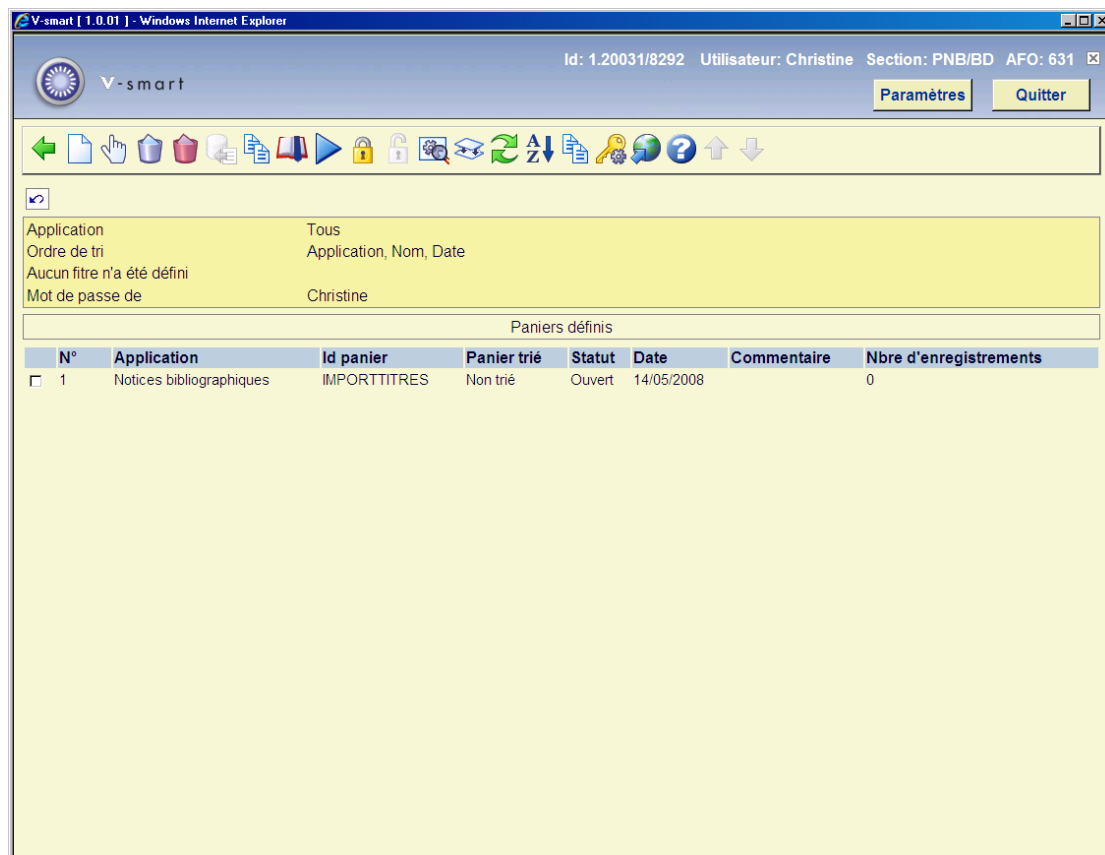 V-smart [ 1.0.01 ] - Windows Internet Explorer
Id: 1.20031/8292 Utilisateur: Christine Section: PNB/BD AFO: 631
V-smart
Paramètres Quitter
A
Z
Application Tous
Ordre de tri Application, Nom, Date
Aucun fitre n'a été défini
Mot de passe de Christine
Paniers définis
N° Application Id panier Panier trié Statut Date Commentaire Nbre d'enregistrements
1 Notices bibliographiques IMPORTTITRES Non trié Ouvert 14/05/2008 0